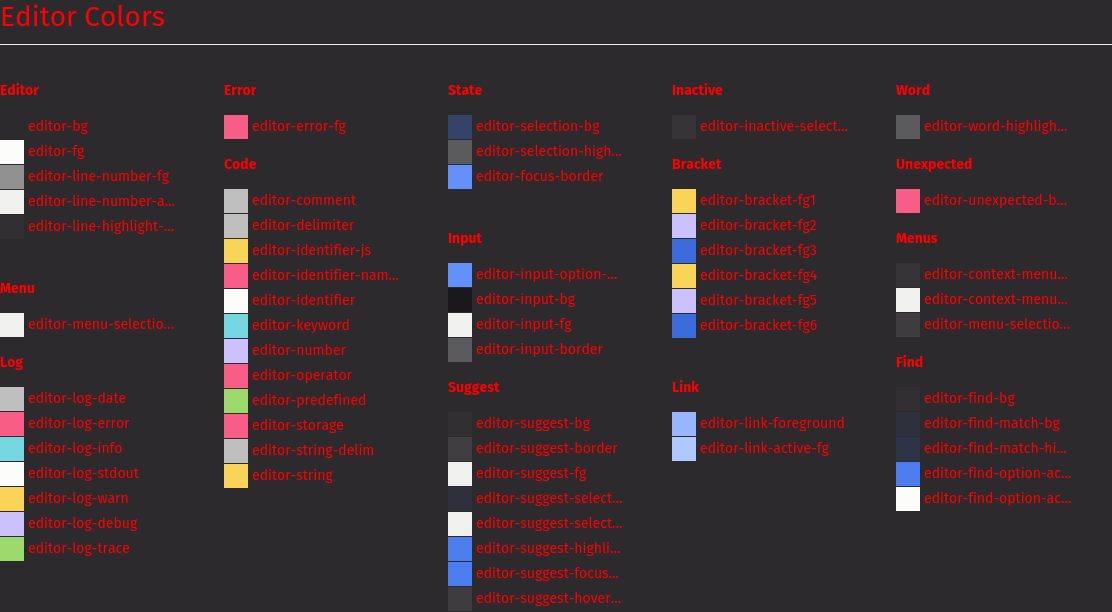 Editor Colors
Editor
editor-bg
editor-fg
editor-line-number-fg
editor-line-number-a...
editor-line-highlight-...
Menu
editor-menu-selectio...
Log
editor-log-date
editor-log-error
editor-log-info
editor-log-stdout
editor-log-warn
editor-log-debug
editor-log-trace
Error
editor-error-fg
Code
editor-comment
editor-delimiter
editor-identifier-js
editor-identifier-nam...
editor-identifier
editor-keyword
editor-number
editor-operator
editor-predefined
editor-storage
editor-string-delim
editor-string
State
editor-selection-bg
editor-selection-high...
editor-focus-border
Input
editor-input-option-...
editor-input-bg
editor-input-fg
editor-input-border
Suggest
editor-suggest-bg
editor-suggest-border
editor-suggest-fg
editor-suggest-select...
editor-suggest-select...
editor-suggest-highli...
editor-suggest-focus...
editor-suggest-hover...
Inactive
editor-inactive-select...
Bracket
editor-bracket-fg1
editor-bracket-fg2
editor-bracket-fg3
editor-bracket-fg4
editor-bracket-fg5
editor-bracket-fg6
Link
editor-link-foreground
editor-link-active-fg
Word
editor-word-highligh...
Unexpected
editor-unexpected-b...
Menus
editor-context-menu...
editor-context-menu...
editor-menu-selectio...
Find
editor-find-bg
editor-find-match-bg
editor-find-match-hi...
editor-find-option-ac...
editor-find-option-ac...